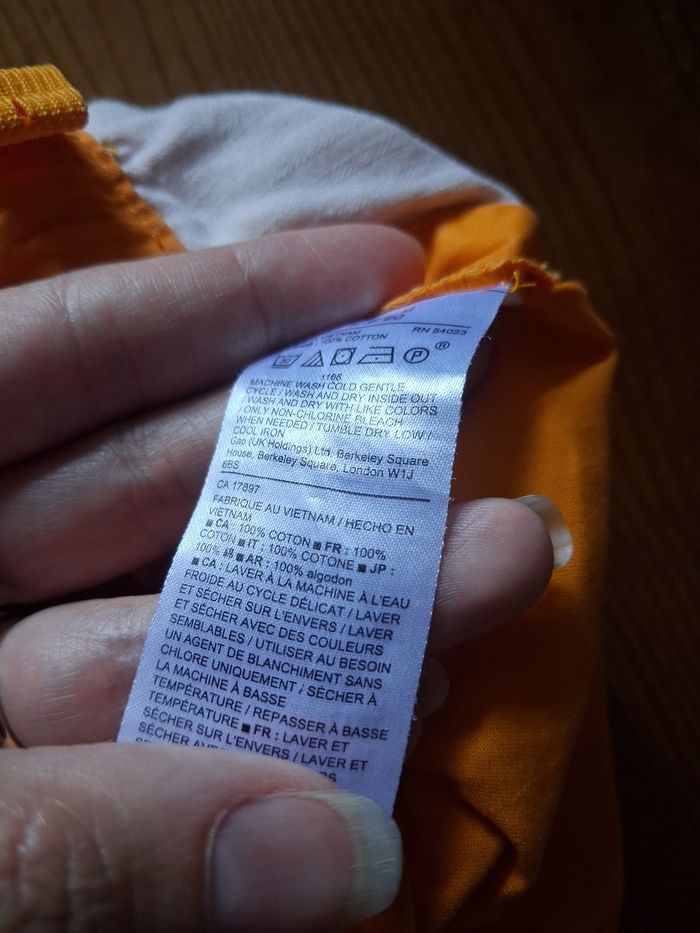 RN 54023
100% COTTON
P ®
1166
MACHINE WASH COLD GENTLE
CYCLE / WASH AND DRY INSIDE OUT
/ WASH AND DRY WITH LIKE COLORS
/ ONLY NON-CHLORINE BLEACH
WHEN NEEDED / TUMBLE DRY LOW /
COOL IRON
Gap (UK Holdings) Ltd, Berkeley Square
House, Berkeley Square, London W1J
6BS
CA 17897
FABRIQUE AU VIETNAM / HECHO EN
VIETNAM
■ CA : 100% COTON ■ FR : 100%
COTON ■ IT : 100% COTONE ■ JP :
100% 綿 ■ AR : 100% algodon
■ CA : LAVER À LA MACHINE À L'EAU
FROIDE AU CYCLE DÉLICAT / LAVER
ET SÉCHER SUR L'ENVERS / LAVER
ET SÉCHER AVEC DES COULEURS
SEMBLABLES / UTILISER AU BESOIN
UN AGENT DE BLANCHIMENT SANS
CHLORE UNIQUEMENT / SÉCHER À
LA MACHINE À BASSE
TEMPÉRATURE / REPASSER À BASSE
TEMPÉRATURE ■ FR : LAVER ET
SÉCHER SUR L'ENVERS / LAVER ET
SÉCHER